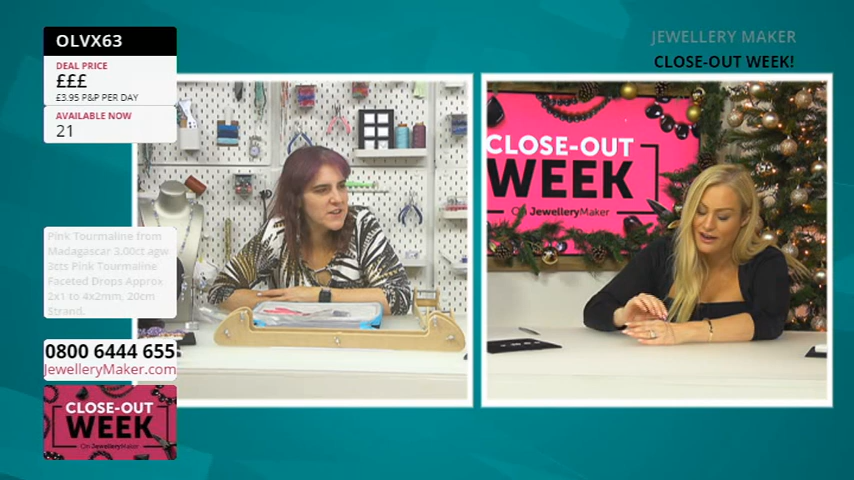 OLVX63
DEAL PRICE
£££
£3.95 P&P PER DAY
AVAILABLE NOW
21
Pink Tourmaline from
Madagascar 3.00ct agw
3cts Pink Tourmaline
Faceted Drops Approx
2x1 to 4x2mm, 20cm
Strand.
0800 6444 655
JewelleryMaker.com
CLOSE-OUT
WEEK
On JewelleryMaker
JEWELLERY MAKER
CLOSE-OUT WEEK!
CLOSE-OUT
WEEK
On JewelleryMaker